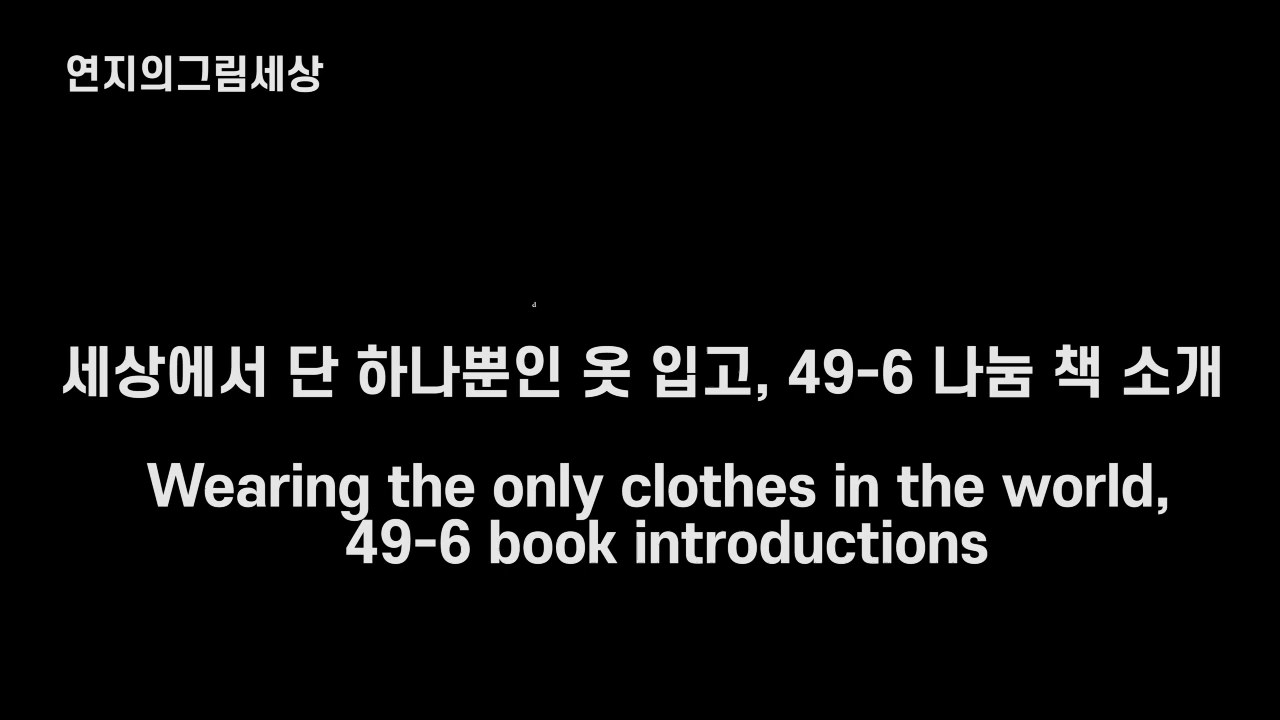 연지의그림세상
세상에서 단 하나뿐인 옷 입고, 49-6 나눔 책 소개
Wearing the only clothes in the world,
49-6 book introductions